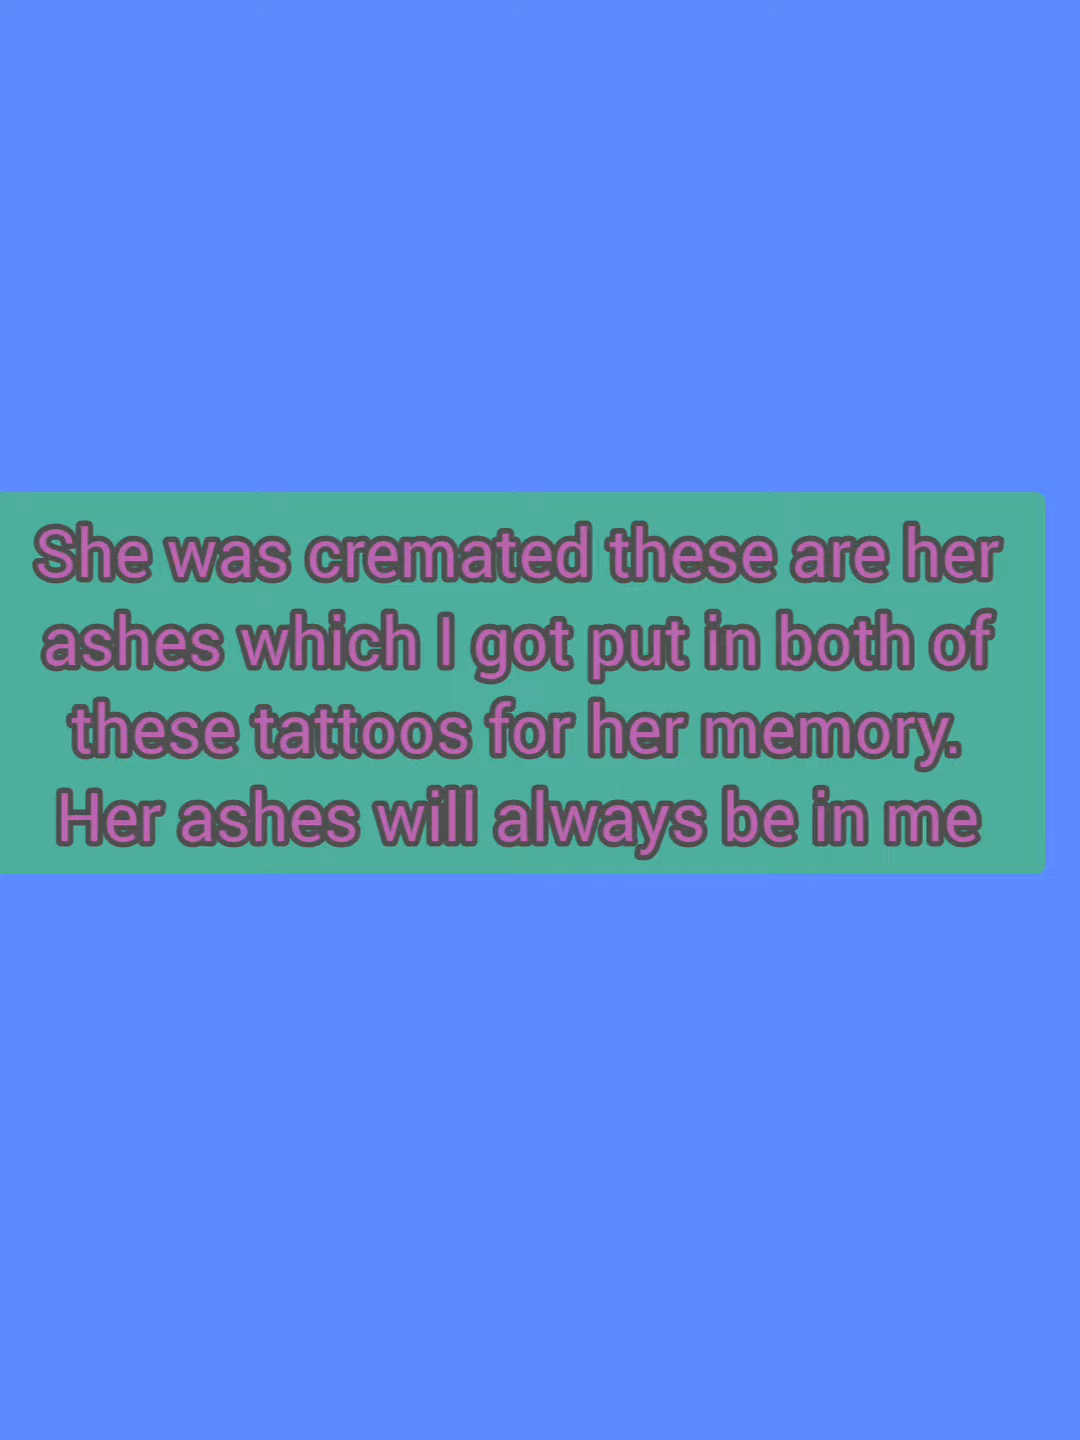 She was cremated these are her
ashes which I got put in both of
these tattoos for her memory.
Her ashes will always be in me